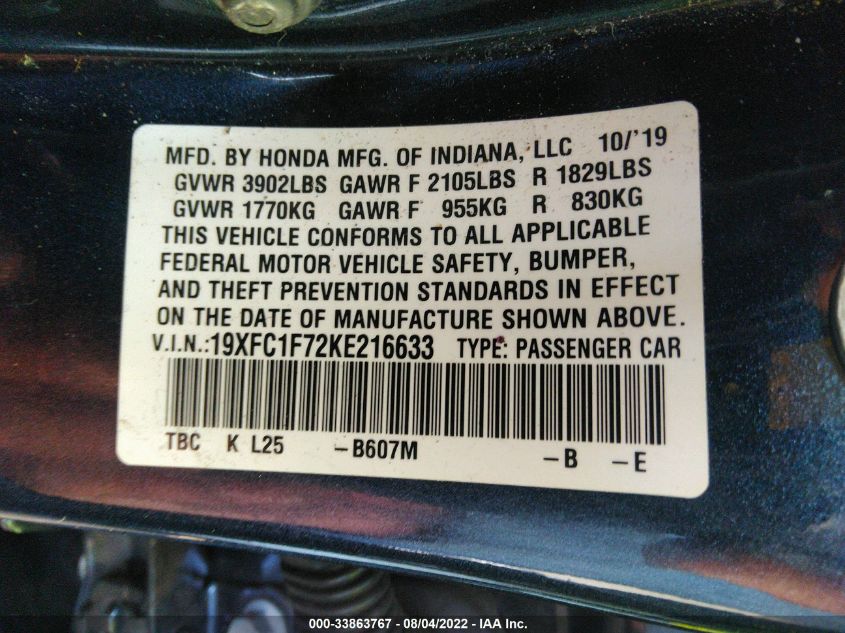 MFD. BY HONDA MFG. OF INDIANA, LLC 10/'19
GVWR 3902LBS GAWR F 2105LBS R 1829LBS
GVWR 1770KG GAWR F 955KG R 830KG
THIS VEHICLE CONFORMS TO ALL APPLICABLE
FEDERAL MOTOR VEHICLE SAFETY, BUMPER,
AND THEFT PREVENTION STANDARDS IN EFFECT
ON THE DATE OF MANUFACTURE SHOWN ABOVE.
V.I.N.:19XFC1F72KE216633 TYPE: PASSENGER CAR
TBC K L25 –B607M –B –E
000-33863767 — 08/04/2022 — IAA Inc.